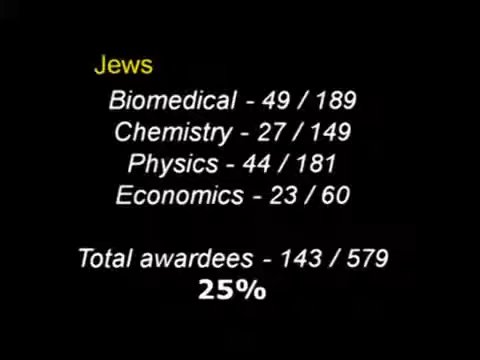 Jews
Biomedical - 49 / 189
Chemistry - 27 / 149
Physics - 44 / 181
Economics - 23 / 60
Total awardees - 143 / 579
25%